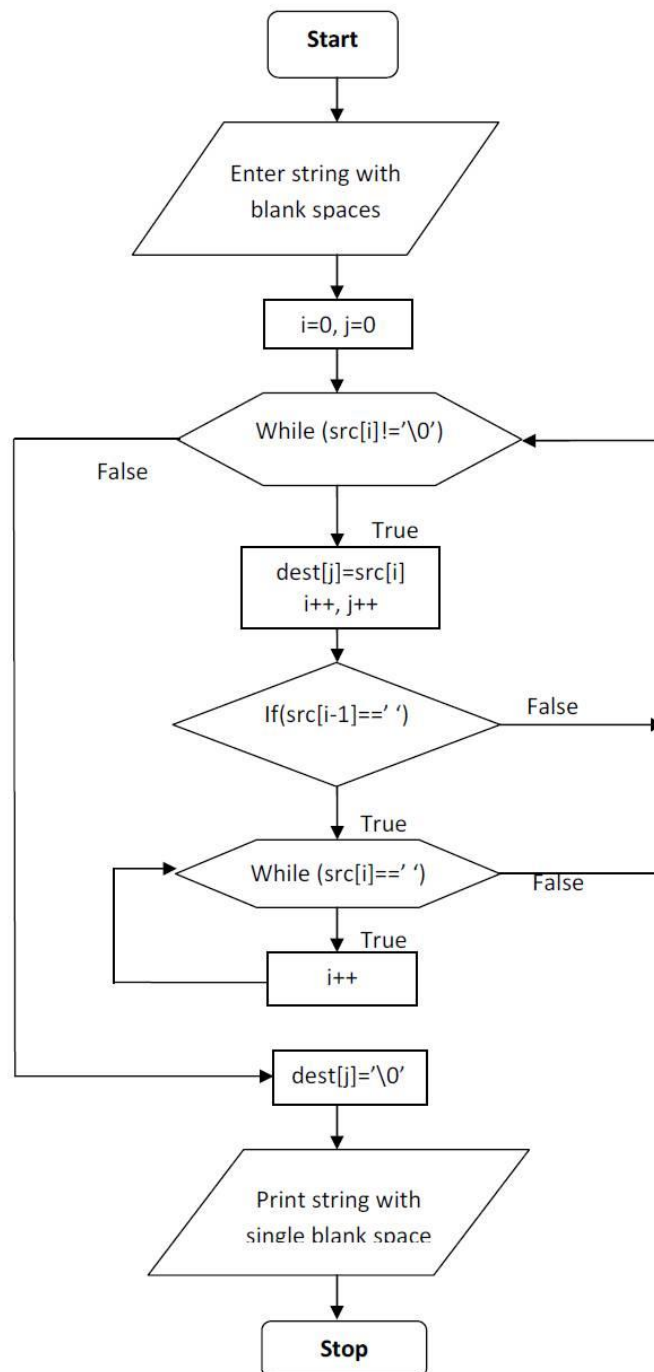 Start
Enter string with
blank spaces
i=0, j=0
While (src[i]!=’\0’)
False
True
dest[j]=src[i]
i++, j++
If(src[i-1]==’ ‘)
False
True
While (src[i]==’ ‘)
False
True
i++
dest[j]=’\0’
Print string with
single blank space
Stop